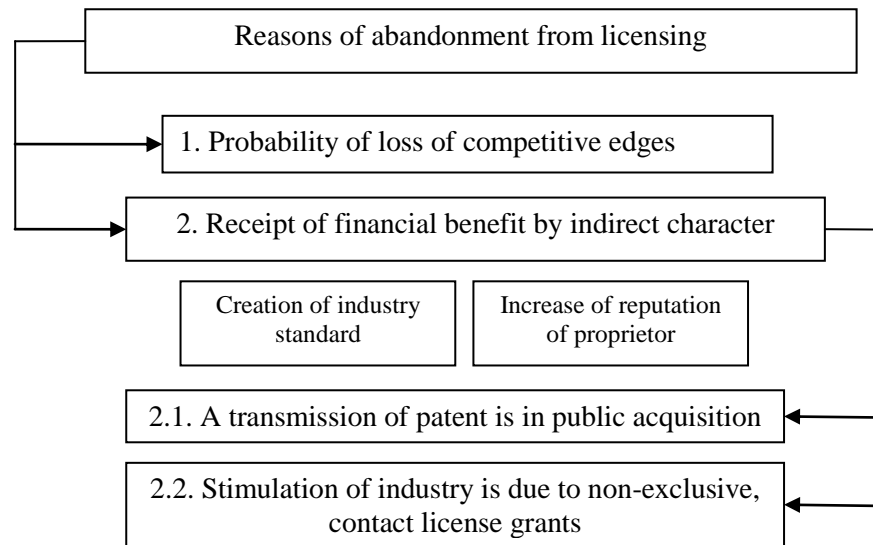 Reasons of abandonment from licensing
1. Probability of loss of competitive edges
2. Receipt of financial benefit by indirect character
Creation of industry
standard
Increase of reputation
of proprietor
2.1. A transmission of patent is in public acquisition
2.2. Stimulation of industry is due to non-exclusive,
contact license grants